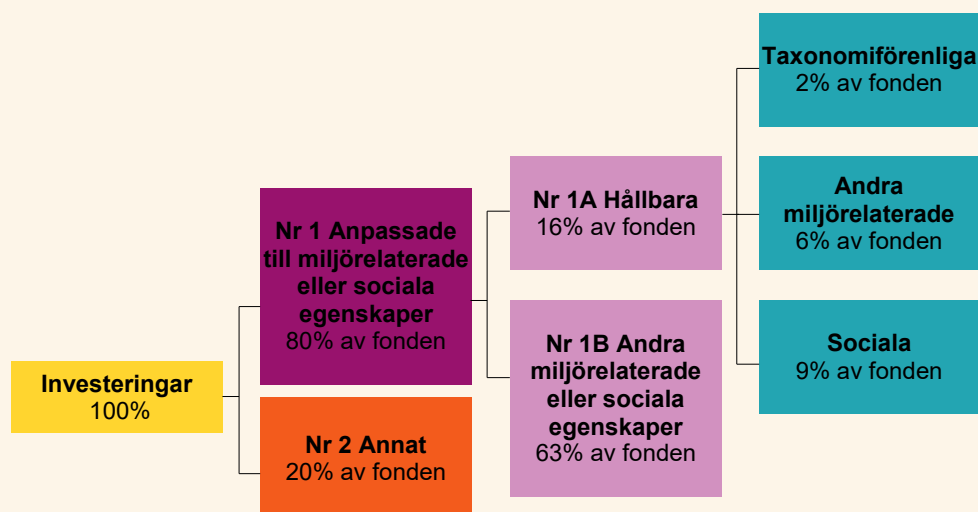 Investeringar
100%
Nr 1 Anpassade
till miljörelaterade
eller sociala
egenskaper
80% av fonden
Nr 2 Annat
20% av fonden
Nr 1A Hållbara
16% av fonden
Nr 1B Andra
miljörelaterade
eller sociala
egenskaper
63% av fonden
Taxonomiförenliga
2% av fonden
Andra
miljörelaterade
6% av fonden
Sociala
9% av fonden